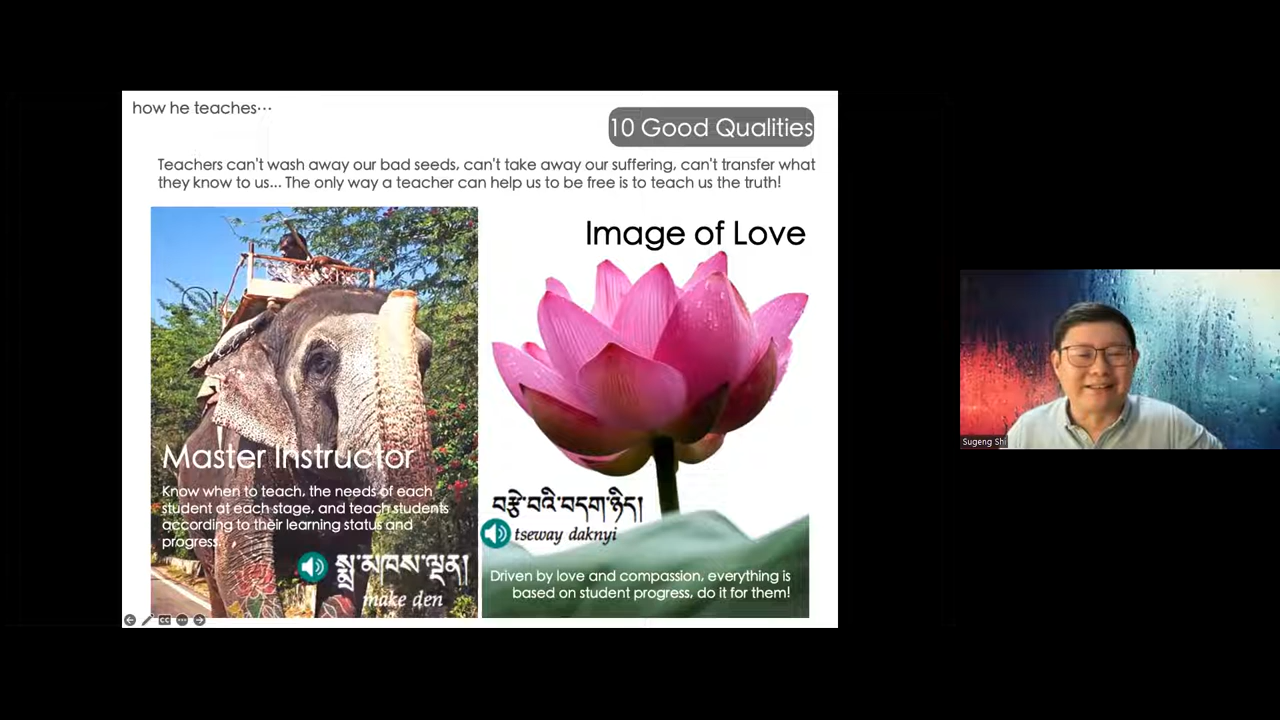 how he teaches…
10 Good Qualities
Teachers can't wash away our bad seeds, can't take away our suffering, can't transfer what
they know to us... The only way a teacher can help us to be free is to teach us the truth!
Image of Love
Master Instructor
Know when to teach, the needs of each
student at each stage, and teach students
according to their learning status and
progress.
སྨྲ་མཁས་ལྡན།
make den
བརྩེ་བའི་བདག་ཉིད།
tseway daknyi
Driven by love and compassion, everything is
based on student progress, do it for them!
CC
Sugeng Shi